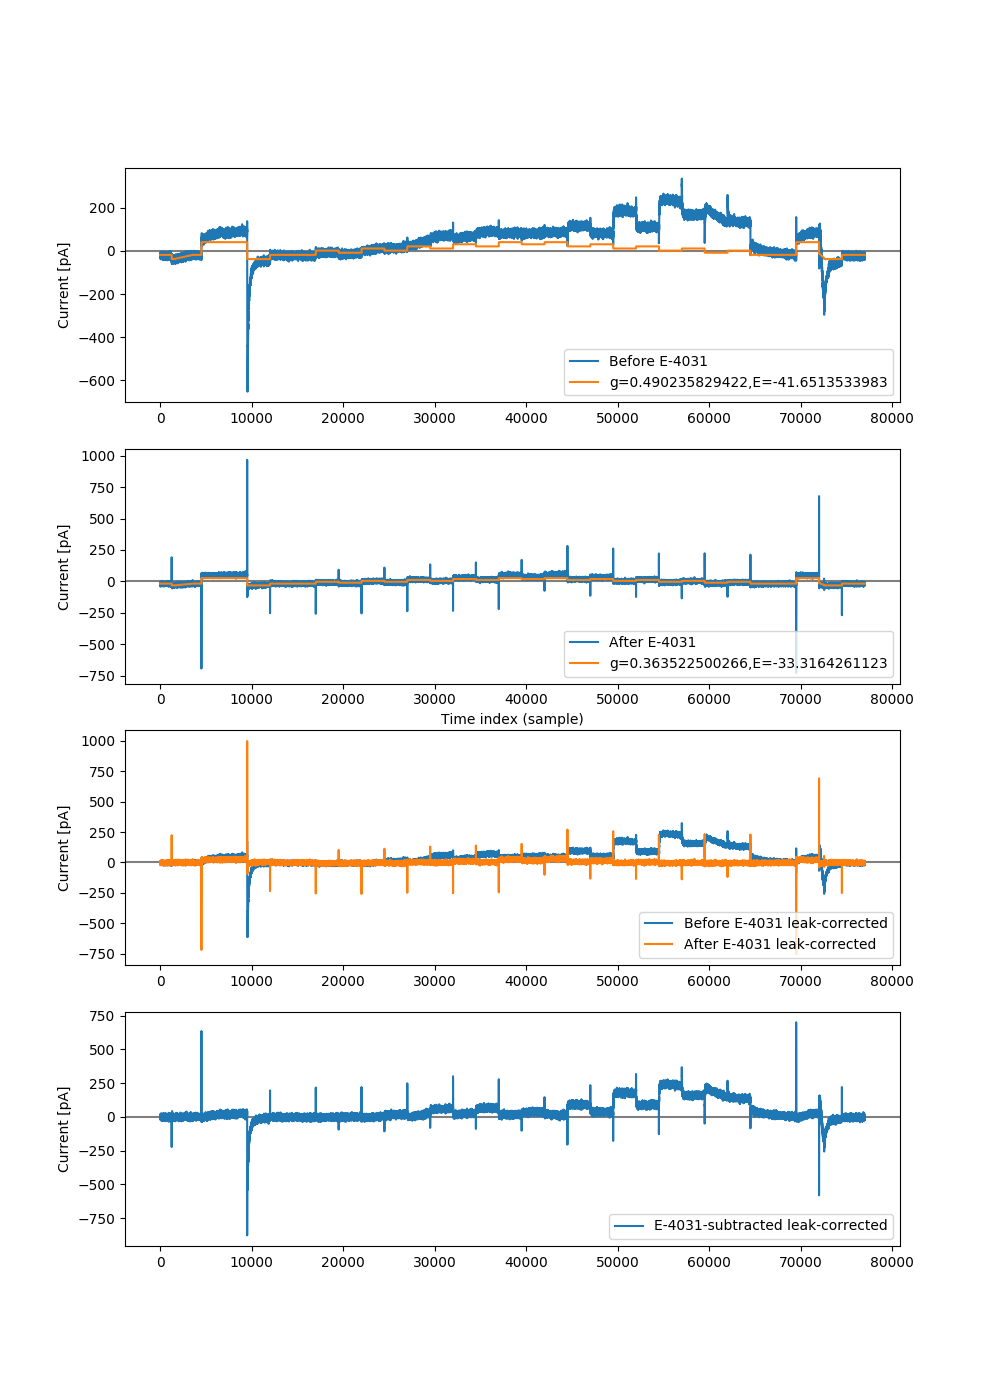 200
0
−200
−400
−600
Current [pA]
Before E-4031
g=0.490235829422,E=-41.6513533983
0 10000 20000 30000 40000 50000 60000 70000 80000
1000
750
500
250
0
−250
−500
−750
Current [pA]
After E-4031
g=0.363522500266,E=-33.3164261123
0 10000 20000 30000 40000 50000 60000 70000 80000
Time index (sample)
1000
750
500
250
0
−250
−500
−750
Current [pA]
Before E-4031 leak-corrected
After E-4031 leak-corrected
0 10000 20000 30000 40000 50000 60000 70000 80000
750
500
250
0
−250
−500
−750
Current [pA]
E-4031-subtracted leak-corrected
0 10000 20000 30000 40000 50000 60000 70000 80000